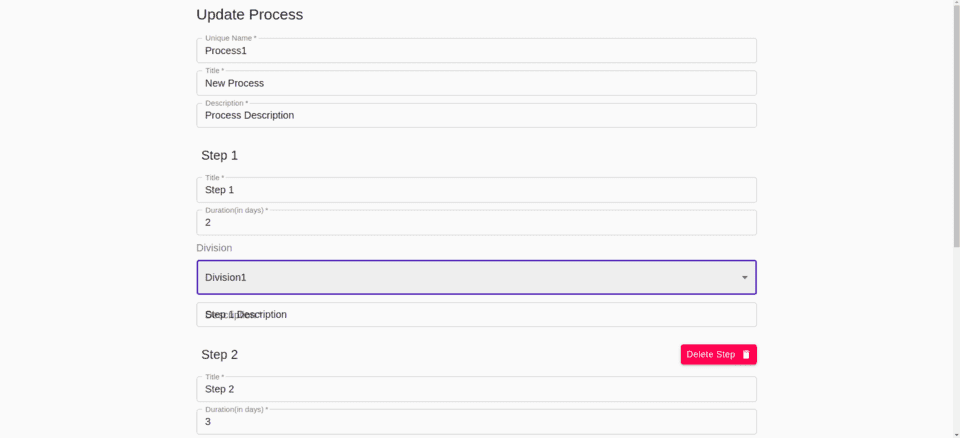 Update Process
Unique Name *
Process1
Title *
New Process
Description *
Process Description
Step 1
Title *
Step 1
Duration(in days) *
2
Division
Division1
Step 1 Description
Step 2
Delete Step
Title *
Step 2
Duration(in days) *
3